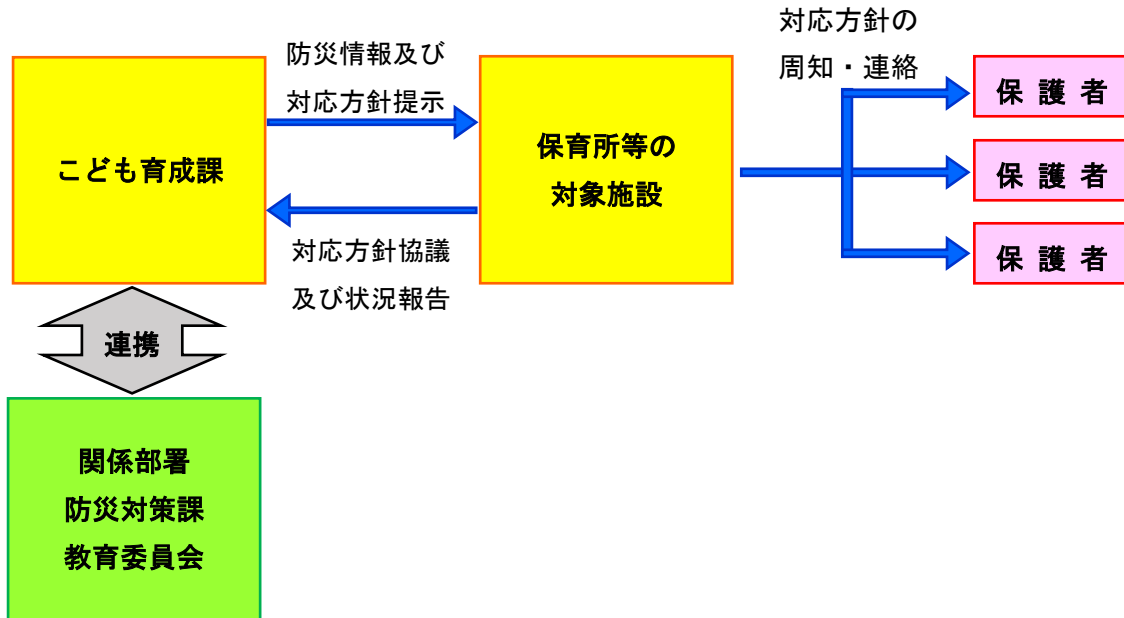 対応方針の
周知・連絡
防災情報及び
対応方針提示
こども育成課
保育所等の
対象施設
保護者
保護者
保護者
対応方針協議
及び状況報告
連携
関係部署
防災対策課
教育委員会